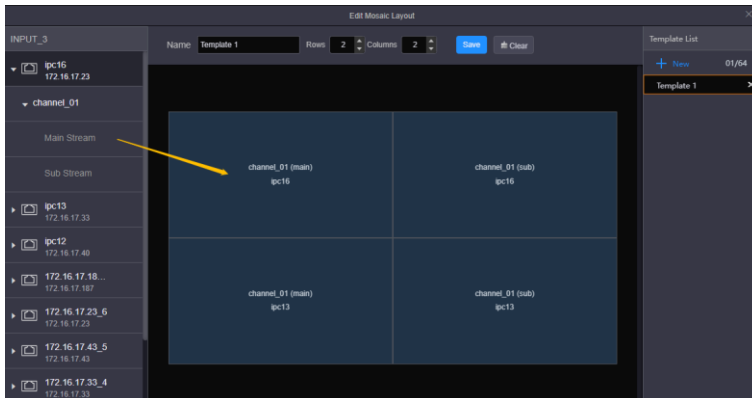 Edit Mosaic Layout
INPUT_3
Name Template 1 Rows 2 Columns 2 Save Clear
Template List
New 01/64
Template 1
ipc16
172.16.17.23
channel_01
Main Stream
Sub Stream
ipc13
172.16.17.33
ipc12
172.16.17.40
172.16.17.18...
172.16.17.187
172.16.17.23_6
172.16.17.23
172.16.17.43_5
172.16.17.43
172.16.17.33_4
172.16.17.33
channel_01 (main)
ipc16
channel_01 (sub)
ipc16
channel_01 (main)
ipc13
channel_01 (sub)
ipc13